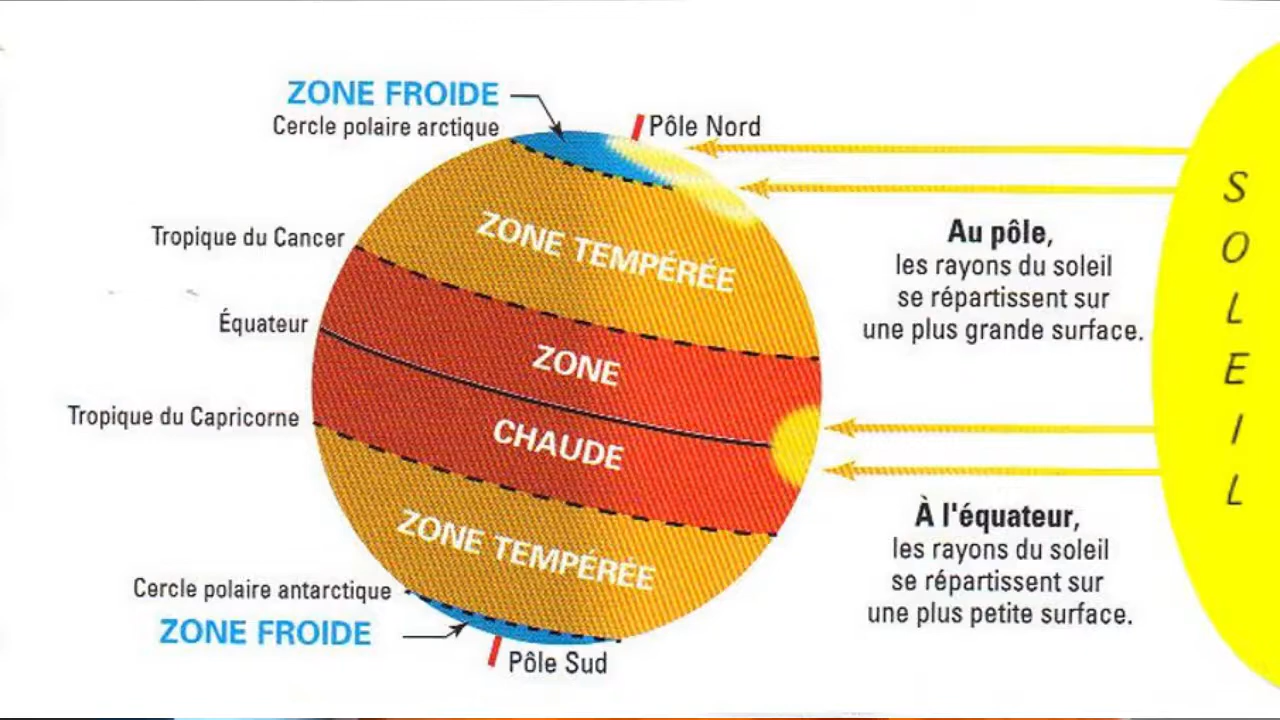 ZONE FROIDE
Cercle polaire arctique
Pôle Nord
Tropique du Cancer
Équateur
Tropique du Capricorne
ZONE TEMPÉRÉE
ZONE
CHAUDE
ZONE TEMPÉRÉE
Cercle polaire antarctique
ZONE FROIDE
Pôle Sud
Au pôle,
les rayons du soleil
se répartissent sur
une plus grande surface.
À l'équateur,
les rayons du soleil
se répartissent sur
une plus petite surface.
SOLEIL